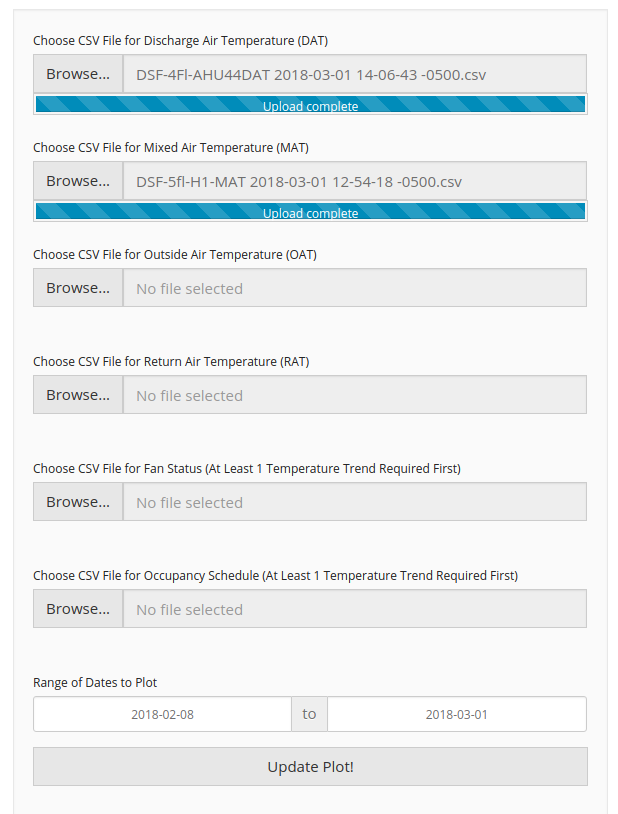 Choose CSV File for Discharge Air Temperature (DAT)
Browse... DSF-4Fl-AHU44DAT 2018-03-01 14-06-43 -0500.csv
Upload complete
Choose CSV File for Mixed Air Temperature (MAT)
Browse... DSF-5fl-H1-MAT 2018-03-01 12-54-18 -0500.csv
Upload complete
Choose CSV File for Outside Air Temperature (OAT)
Browse... No file selected
Choose CSV File for Return Air Temperature (RAT)
Browse... No file selected
Choose CSV File for Fan Status (At Least 1 Temperature Trend Required First)
Browse... No file selected
Choose CSV File for Occupancy Schedule (At Least 1 Temperature Trend Required First)
Browse... No file selected
Range of Dates to Plot
2018-02-08 to 2018-03-01
Update Plot!